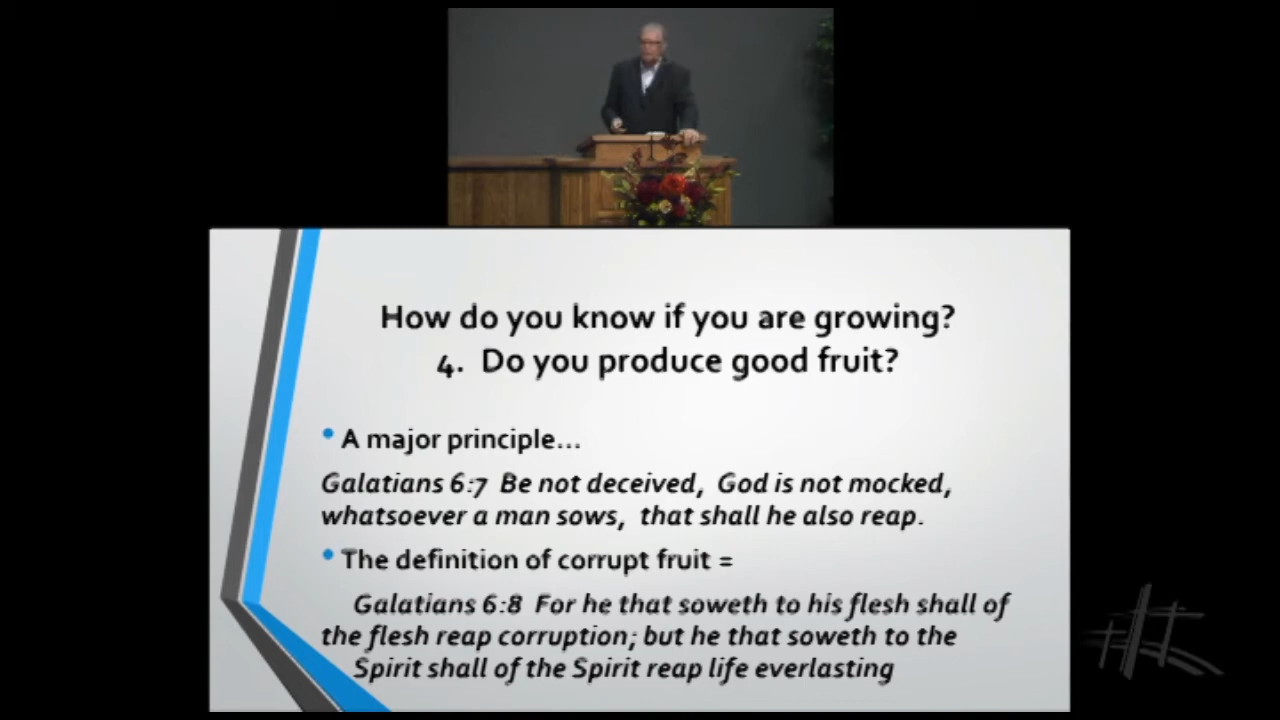 How do you know if you are growing?
4. Do you produce good fruit?
• A major principle...
Galatians 6:7 Be not deceived, God is not mocked,
whatsoever a man sows, that shall he also reap.
• The definition of corrupt fruit =
Galatians 6:8 For he that soweth to his flesh shall of
the flesh reap corruption; but he that soweth to the
Spirit shall of the Spirit reap life everlasting